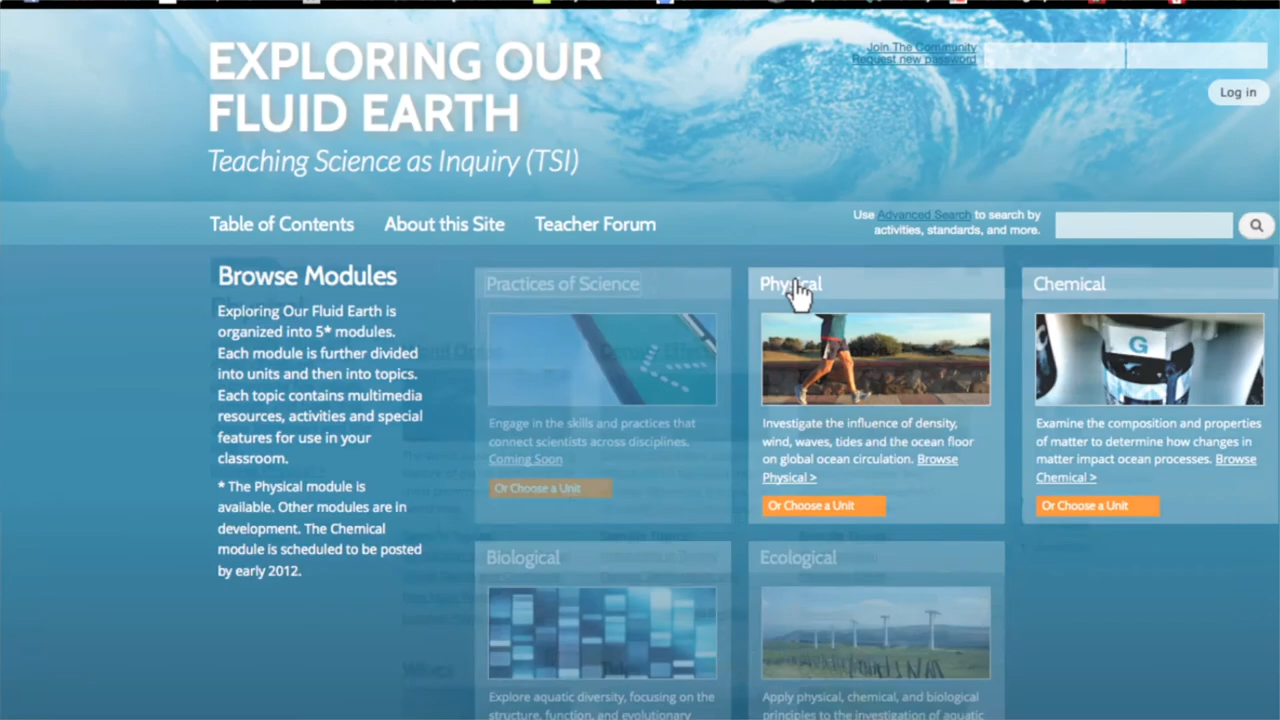 EXPLORING OUR
FLUID EARTH
Teaching Science as Inquiry (TSI)
Join The Community
Request new password
Log in
Table of Contents
About this Site
Teacher Forum
Use Advanced Search to search by
activities, standards, and more.
Browse Modules
Exploring Our Fluid Earth is
organized into 5* modules.
Each module is further divided
into units and then into topics.
Each topic contains multimedia
resources, activities and special
features for use in your
classroom.
* The Physical module is
available. Other modules are in
development. The Chemical
module is scheduled to be posted
by early 2012.
Practices of Science
Engage in the skills and practices that
connect scientists across disciplines.
Coming Soon
Or Choose a Unit
Physical
Investigate the influence of density,
wind, waves, tides and the ocean floor
on global ocean circulation. Browse
Physical >
Or Choose a Unit
Chemical
G
Examine the composition and properties
of matter to determine how changes in
matter impact ocean processes. Browse
Chemical >
Or Choose a Unit
Biological
Explore aquatic diversity, focusing on the
structure, function, and evolutionary
Ecological
Apply physical, chemical, and biological
principles to the investigation of aquatic